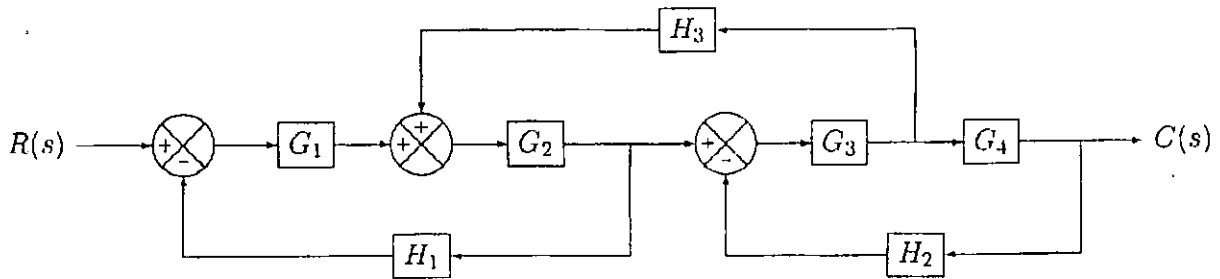 H₃
R(s) + - G₁ + + G₂ + - G₃ G₄ C(s)
H₁ H₂